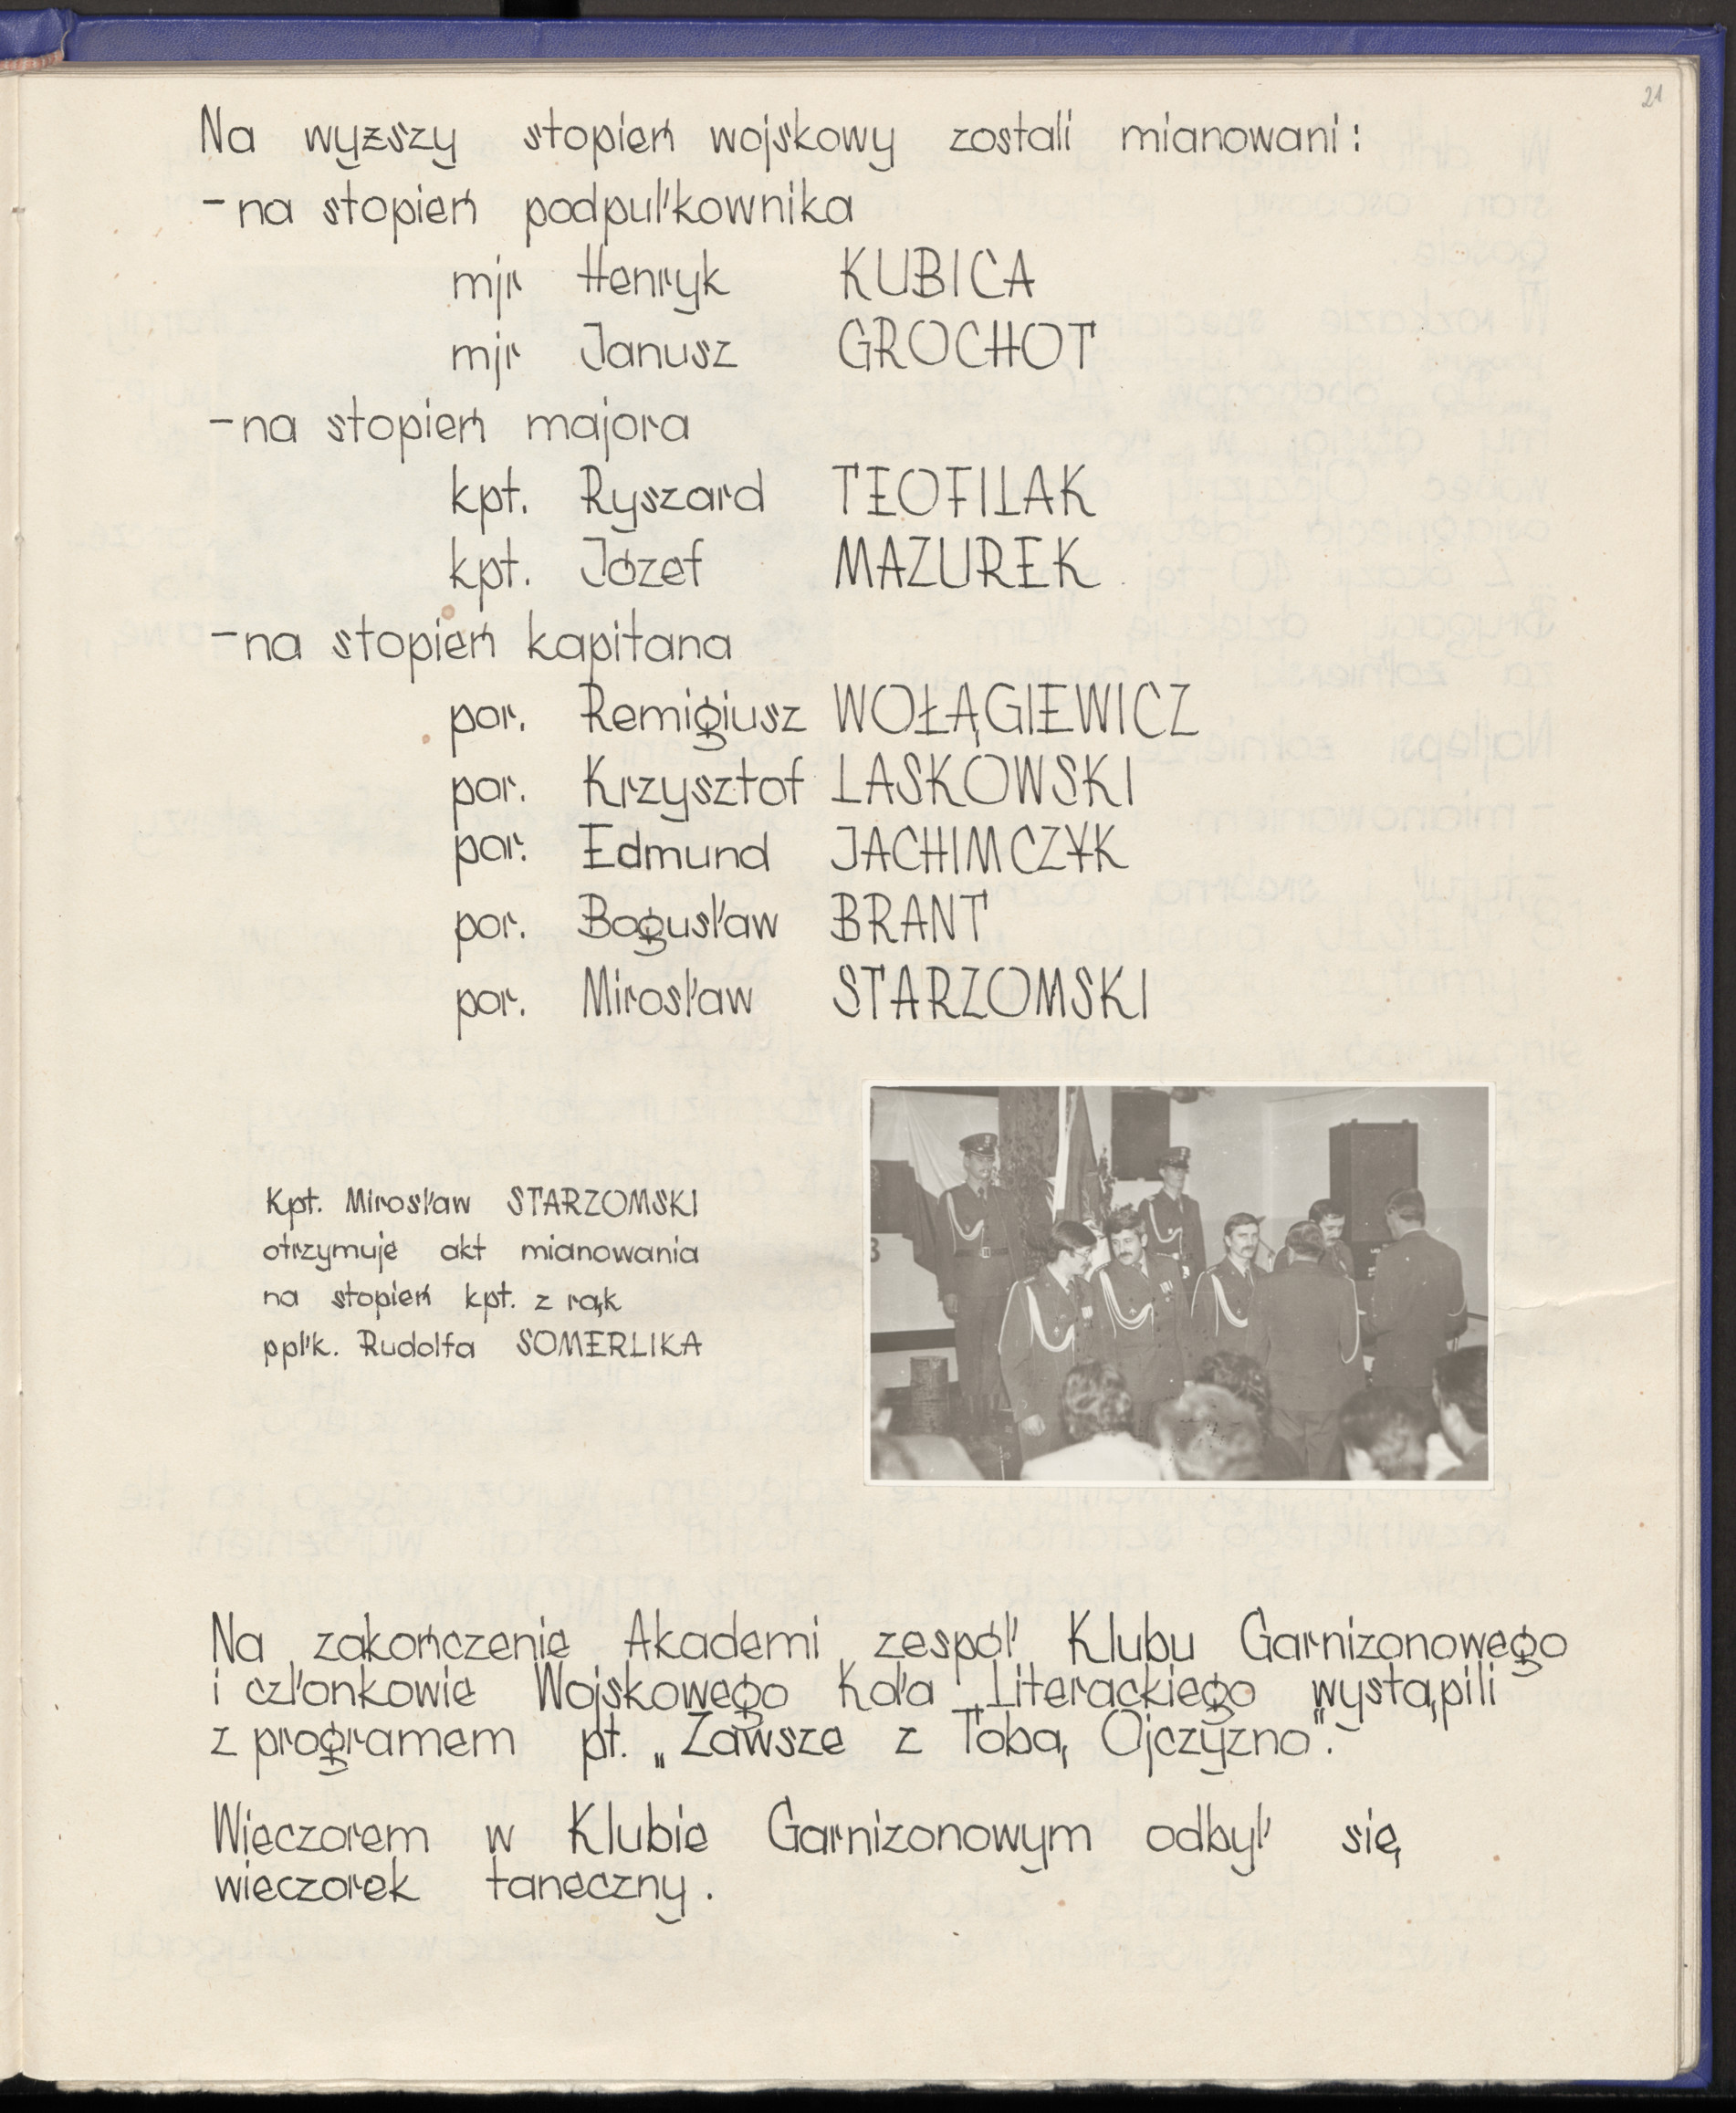 21
Na wyższy stopień wojskowy zostali mianowani:
- na stopień podpułkownika
mjr Henryk KUBICA
mjr Janusz GROCHOT
- na stopień majora
kpt. Ryszard TEOFILAK
kpt. Józef MAZUREK
- na stopień kapitana
por. Remigiusz WOŁĄGIEWICZ
por. Krzysztof LASKOWSKI
por. Edmund JACHIMCZYK
por. Bogusław BRANT
por. Mirosław STARZOMSKI
Kpt. Mirosław STARZOMSKI
otrzymuje akt mianowania
na stopień kpt. z rąk
ppłk. Rudolfa SOMERLIKA
Na zakończenie Akademi zespół Klubu Garnizonowego
i członkowie Wojskowego Koła Literackiego wystąpili
z programem pt. „Zawsze z Tobą Ojczyzno".
Wieczorem w Klubie Garnizonowym odbył się
wieczorek taneczny.